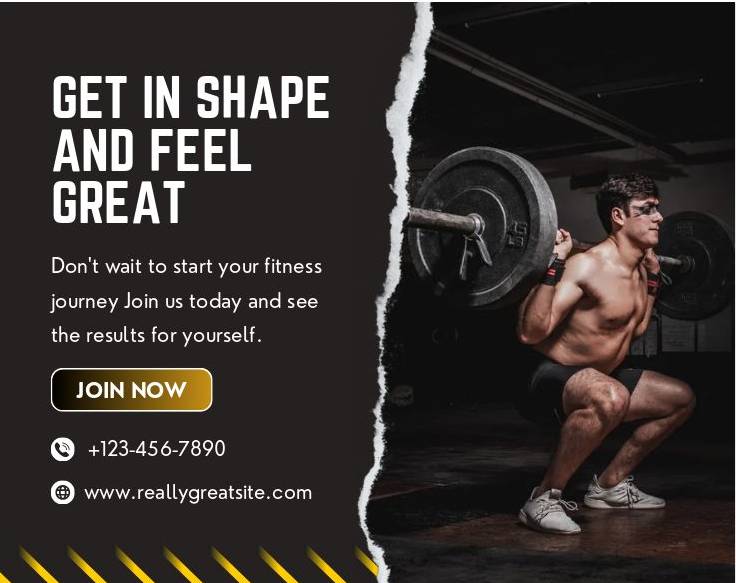 GET IN SHAPE
AND FEEL
GREAT
Don't wait to start your fitness
journey Join us today and see
the results for yourself.
JOIN NOW
+123-456-7890
www.reallygreatsite.com